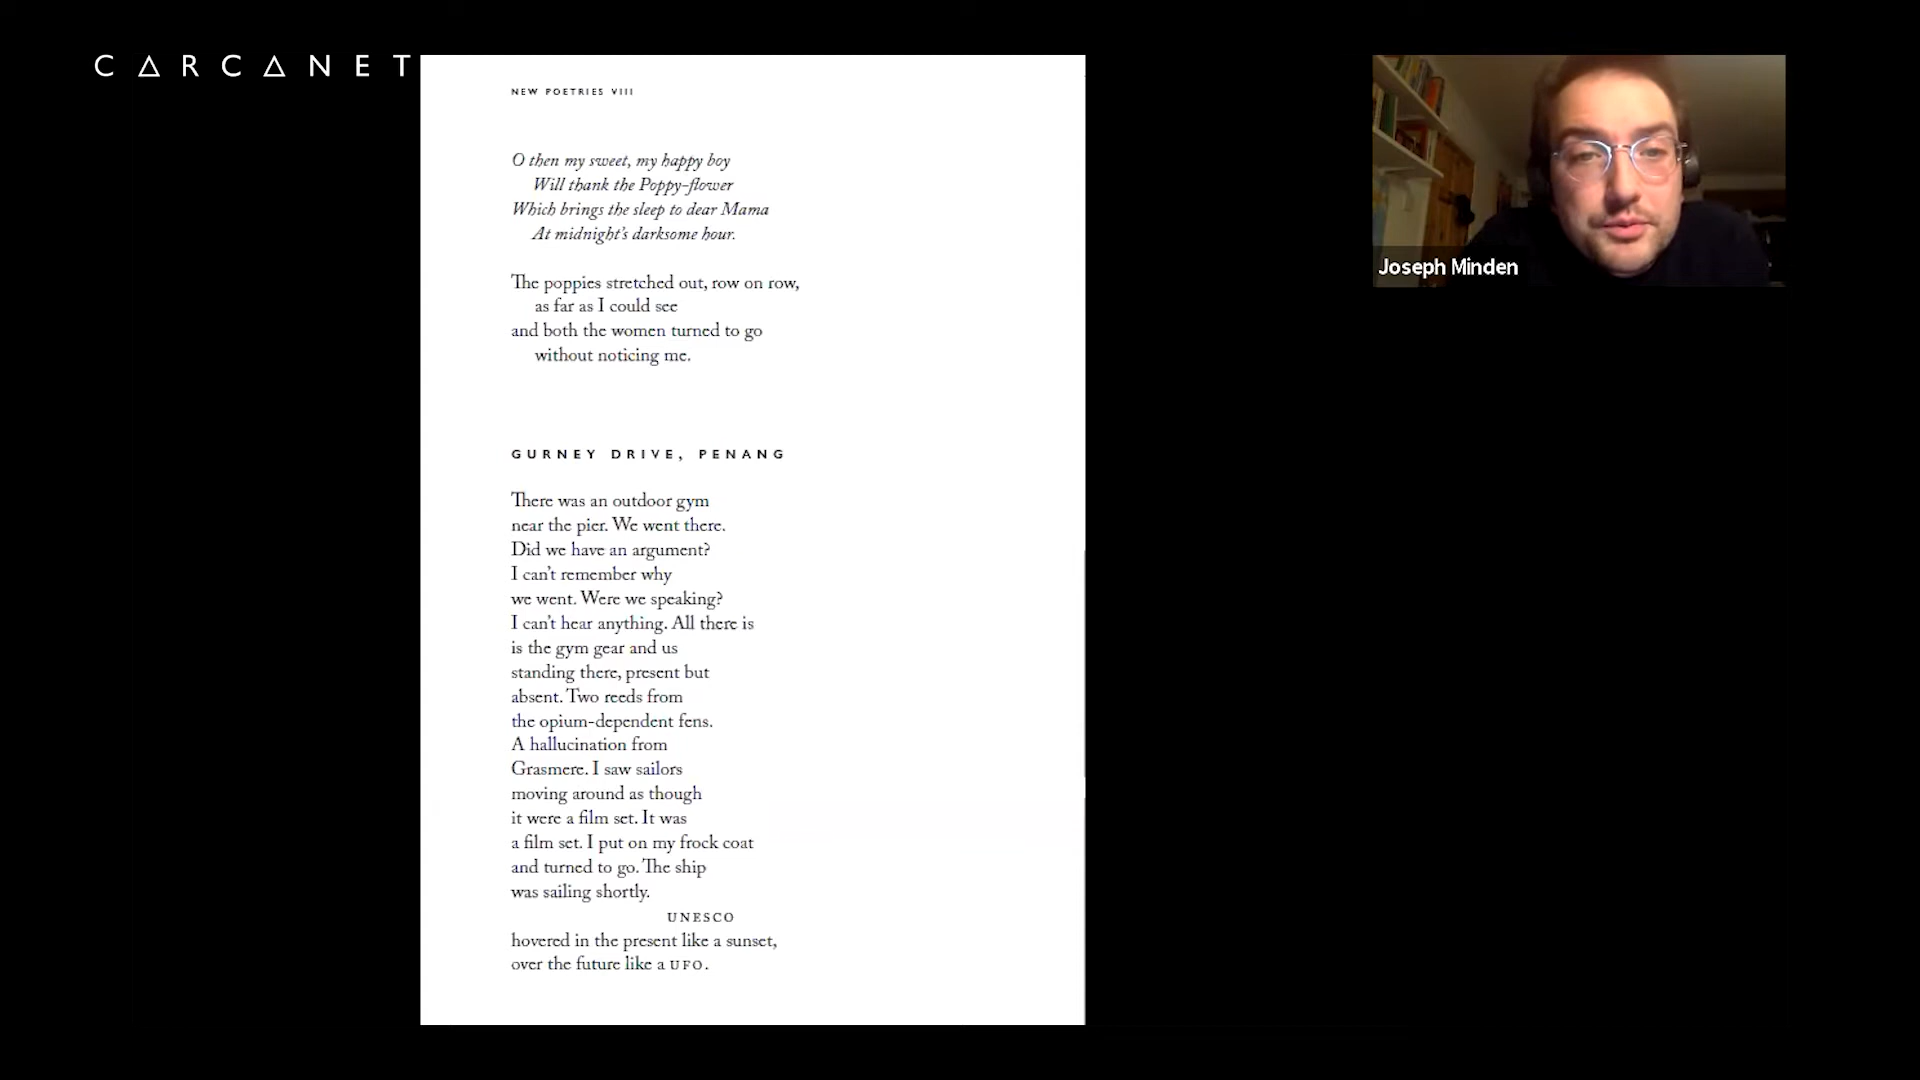 CARCANET
NEW POETRIES VIII
O then my sweet, my happy boy
Will thank the Poppy-flower
Which brings the sleep to dear Mama
At midnight's darksome hour.
The poppies stretched out, row on row,
as far as I could see
and both the women turned to go
without noticing me.
GURNEY DRIVE, PENANG
There was an outdoor gym
near the pier. We went there.
Did we have an argument?
I can't remember why
we went. Were we speaking?
I can't hear anything. All there is
is the gym gear and us
standing there, present but
absent. Two reeds from
the opium-dependent fens.
A hallucination from
Grasmere. I saw sailors
moving around as though
it were a film set. It was
a film set. I put on my frock coat
and turned to go. The ship
was sailing shortly.
UNESCO
hovered in the present like a sunset,
over the future like a UFO.
Joseph Minden